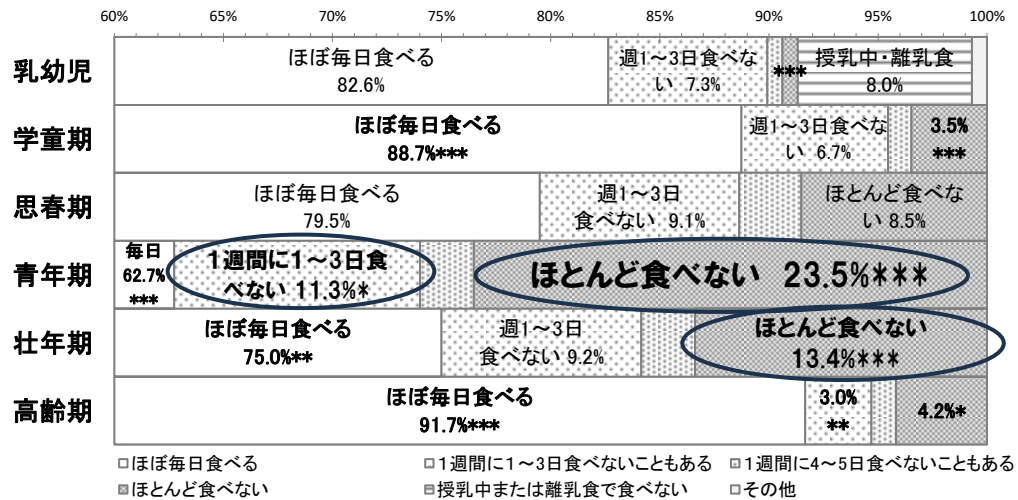 60% 65% 70% 75% 80% 85% 90% 95% 100%
乳幼児
ほぼ毎日食べる
82.6%
週1～3日食べな
い 7.3%
***
授乳中・離乳食
8.0%
学童期
ほぼ毎日食べる
88.7%***
週1～3日食べな
い 6.7%
3.5%
***
思春期
ほぼ毎日食べる
79.5%
週1～3日
食べない 9.1%
ほとんど食べな
い 8.5%
青年期
毎日
62.7%
***
1週間に1～3日食
べない 11.3%*
ほとんど食べない 23.5%***
壮年期
ほぼ毎日食べる
75.0%**
週1～3日
食べない 9.2%
ほとんど食べない
13.4%***
高齢期
ほぼ毎日食べる
91.7%***
3.0%
**
4.2%*
ほぼ毎日食べる 1週間に1～3日食べないこともある 1週間に4～5日食べないこともある
ほとんど食べない 授乳中または離乳食で食べない その他